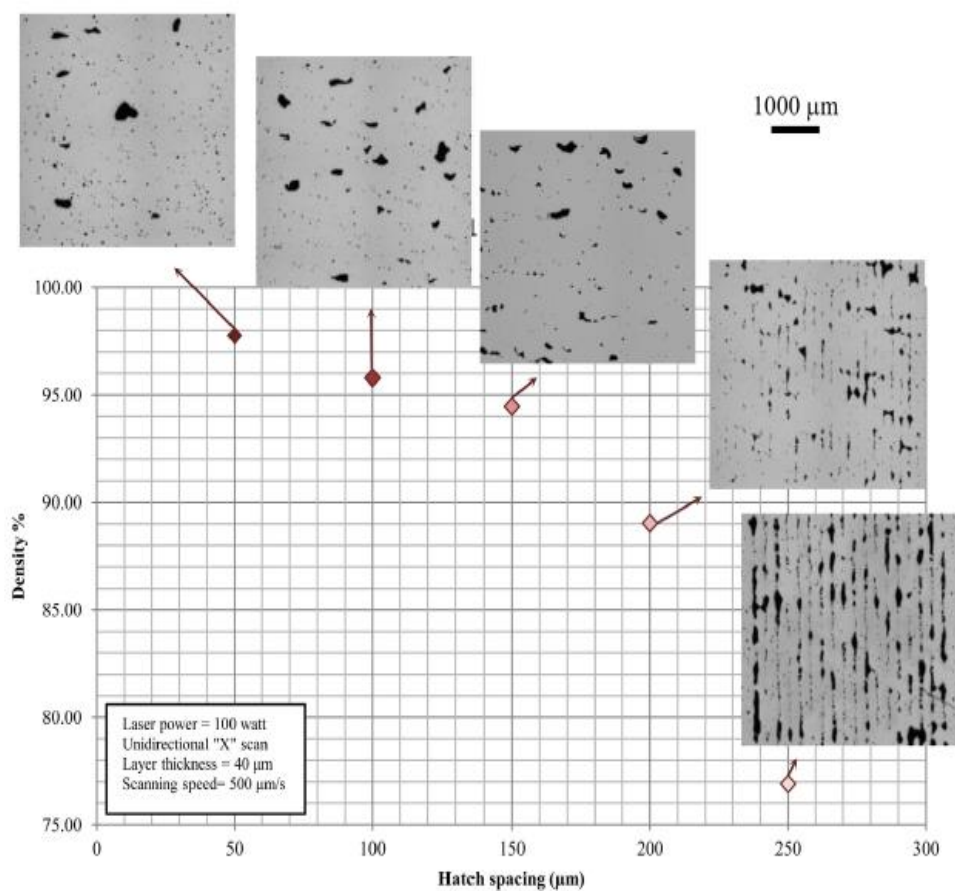 1000 µm
100.00
95.00
90.00
85.00
80.00
75.00
Density %
Laser power = 100 watt
Unidirectional "X" scan
Layer thickness = 40 µm
Scanning speed= 500 µm/s
0 50 100 150 200 250 300
Hatch spacing (µm)